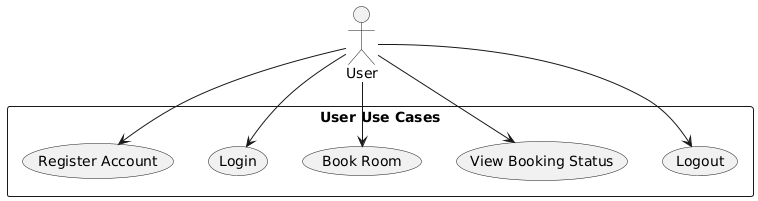 User
User Use Cases
Register Account
Login
Book Room
View Booking Status
Logout